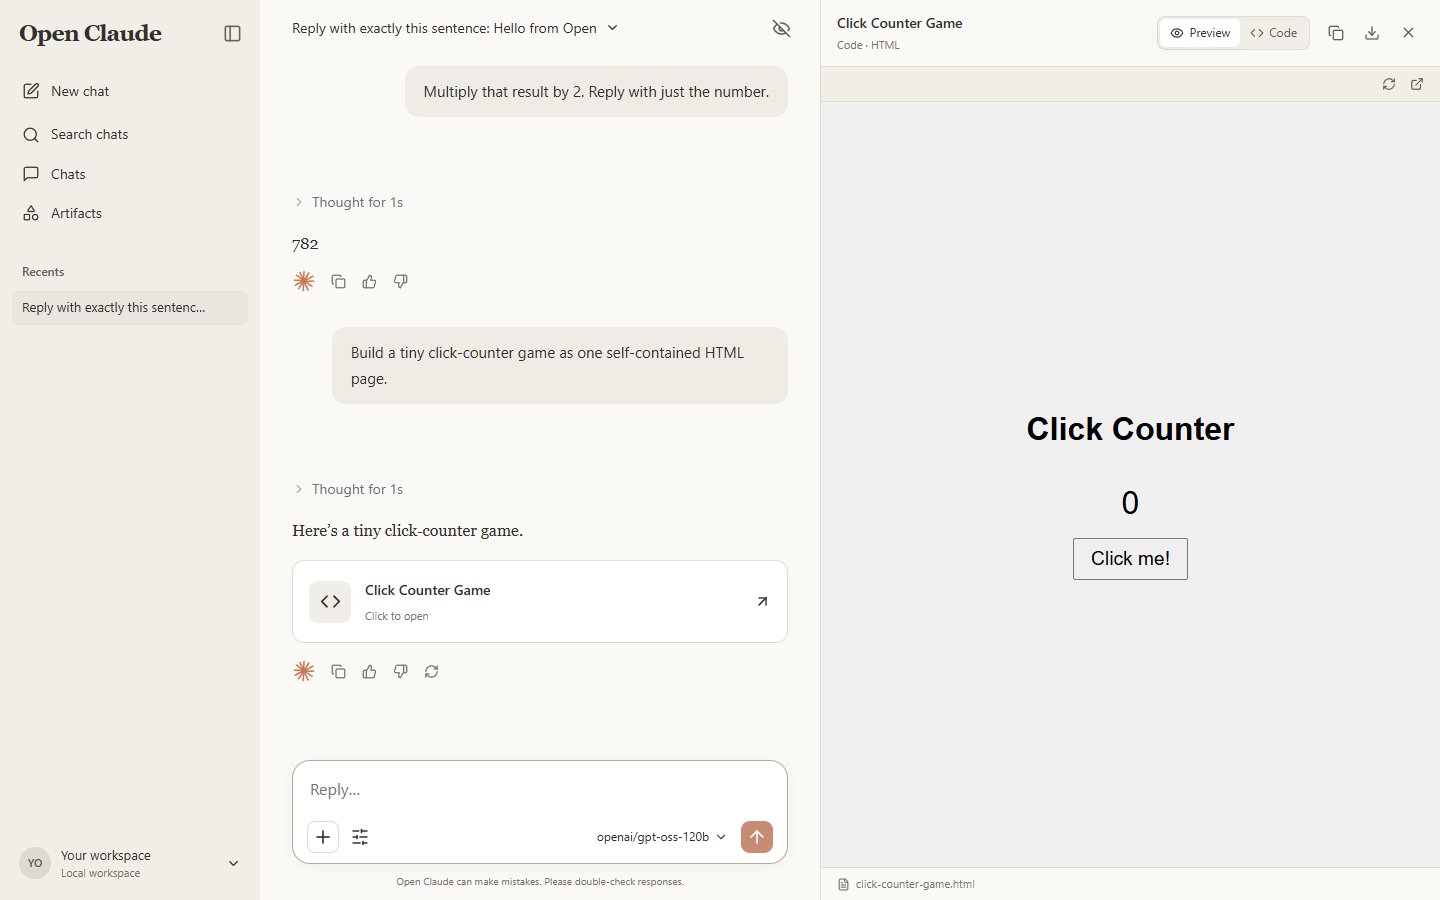 Open Claude
New chat
Search chats
Chats
Artifacts
Recents
Reply with exactly this sentenc...
YO
Your workspace
Local workspace
Reply with exactly this sentence: Hello from Open
Multiply that result by 2. Reply with just the number.
Thought for 1s
782
Build a tiny click-counter game as one self-contained HTML
page.
Thought for 1s
Here’s a tiny click-counter game.
Click Counter Game
Click to open
Reply...
openai/gpt-oss-120b
Open Claude can make mistakes. Please double-check responses.
Click Counter Game
Code · HTML
Preview
Code
Click Counter
0
Click me!
click-counter-game.html